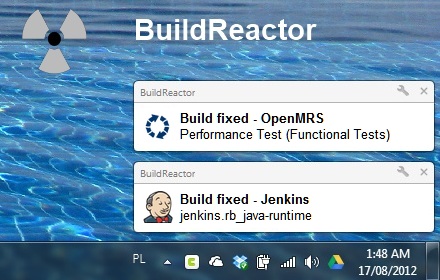 BuildReactor
BuildReactor
Build fixed - OpenMRS
Performance Test (Functional Tests)
BuildReactor
Build fixed - Jenkins
jenkins.rb_java-runtime
PL
1:48 AM
17/08/2012